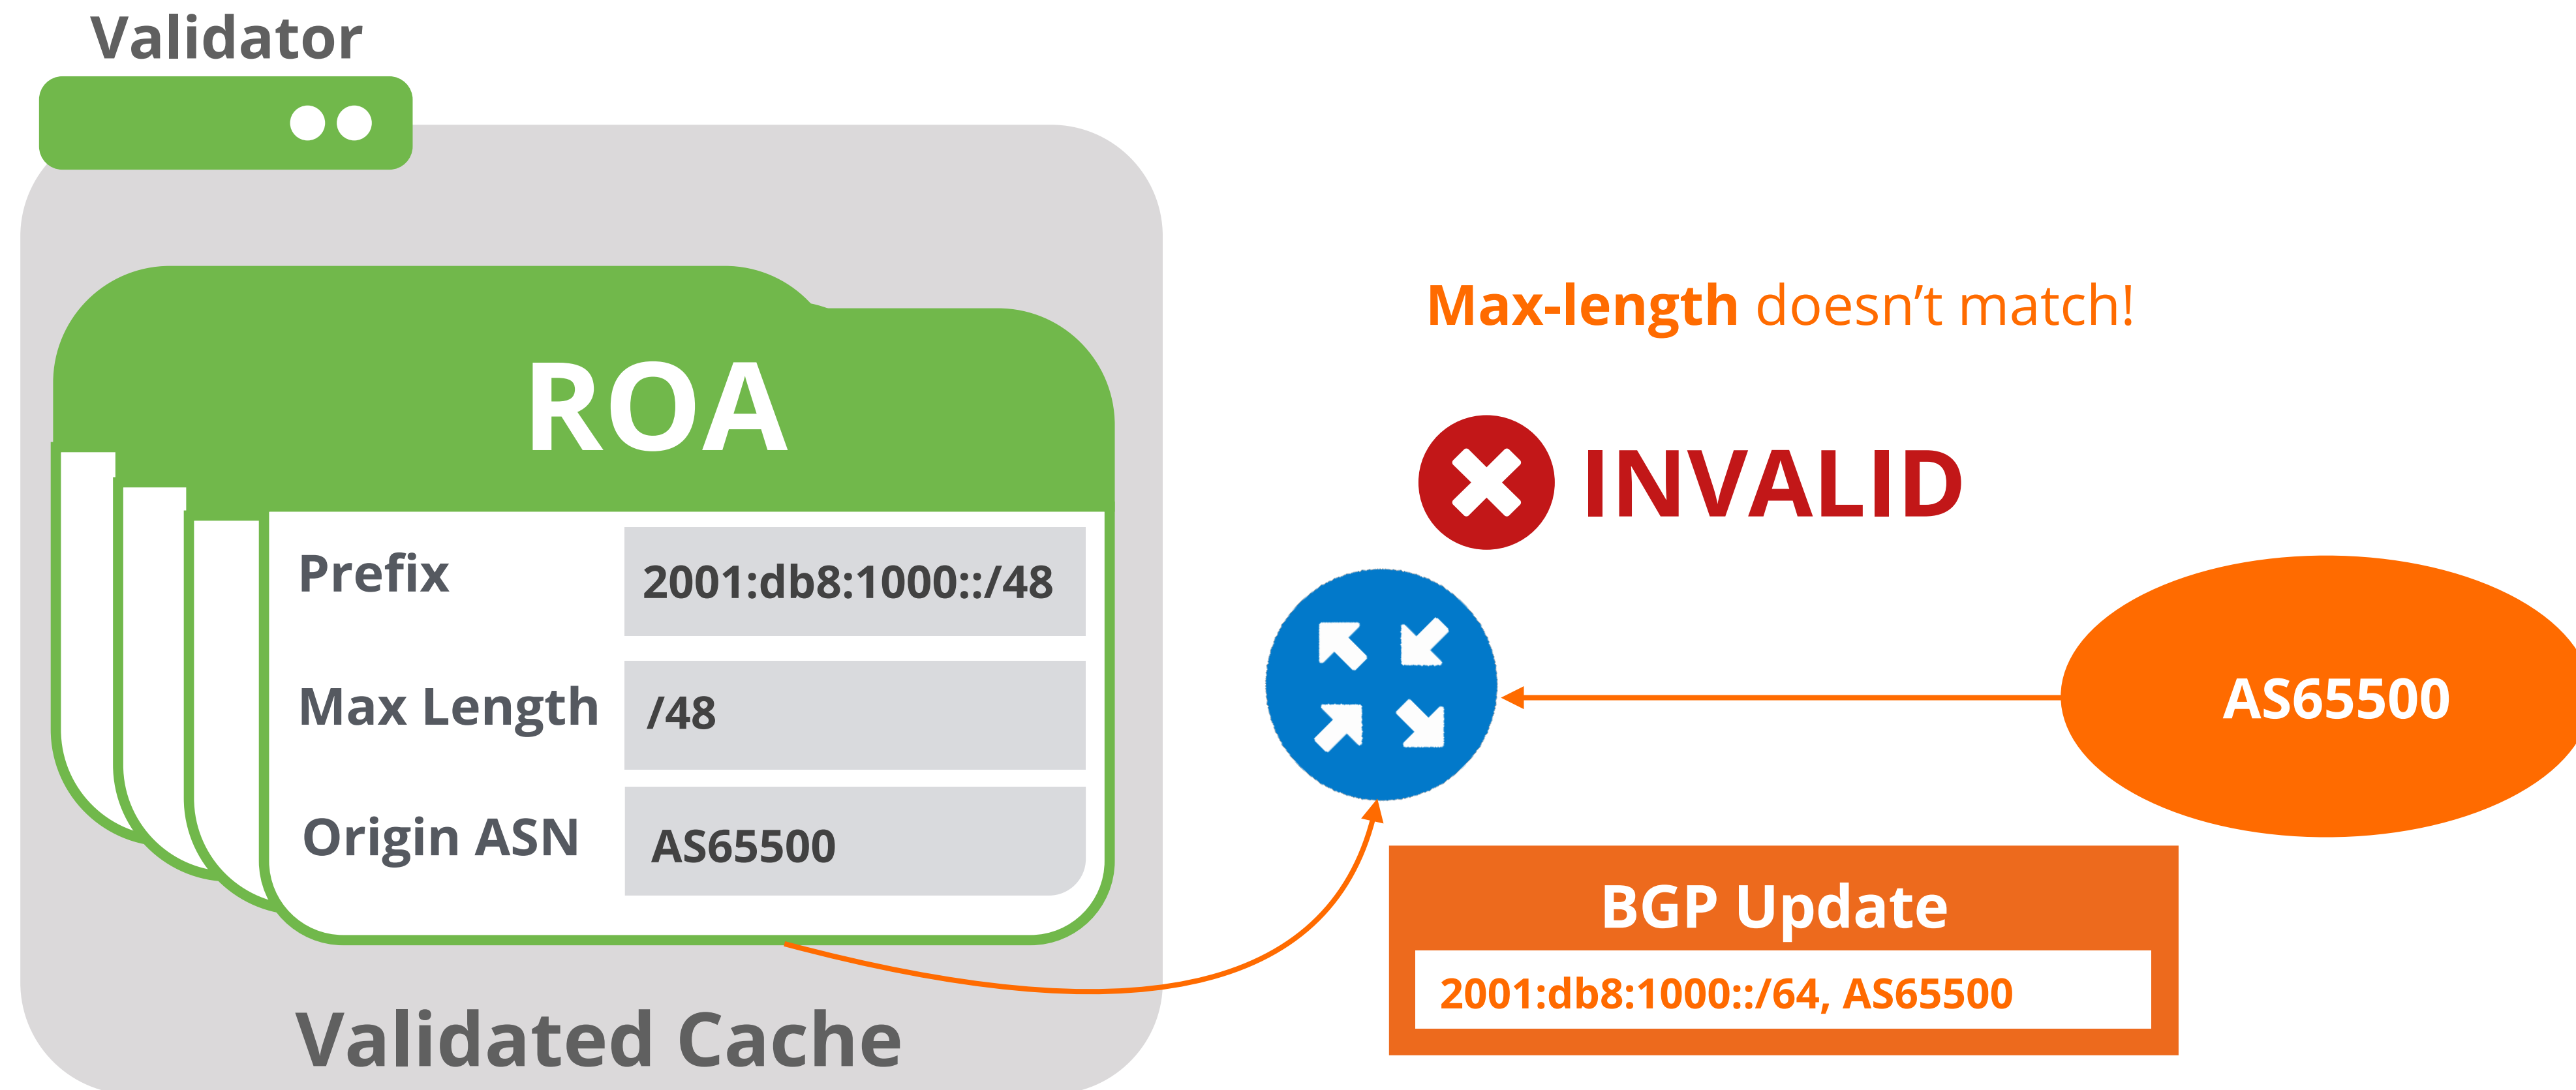 Validator
ROA
Prefix 2001:db8:1000::/48
Max Length /48
Origin ASN AS65500
Validated Cache
Max-length doesn’t match!
INVALID
AS65500
BGP Update
2001:db8:1000::/64, AS65500